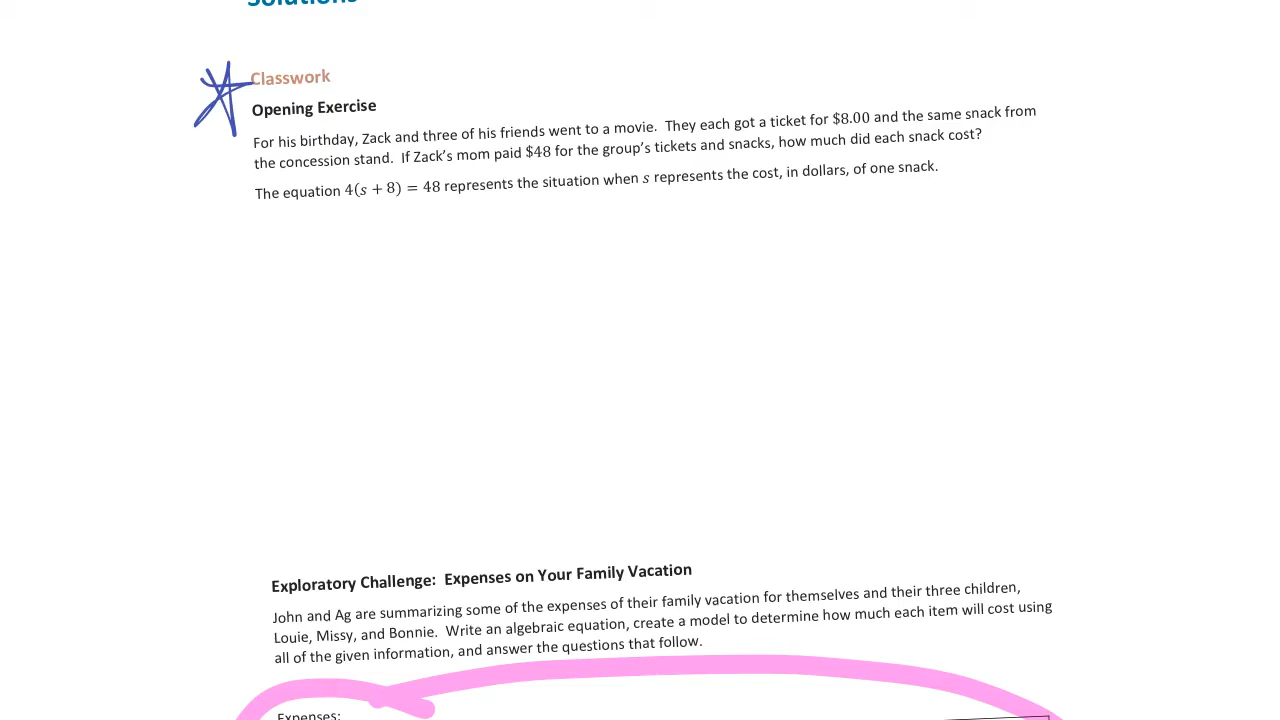 Solutions
Classwork
Opening Exercise
For his birthday, Zack and three of his friends went to a movie.  They each got a ticket for $8.00 and the same snack from
the concession stand.  If Zack's mom paid $48 for the group's tickets and snacks, how much did each snack cost?
The equation 4(s + 8) = 48 represents the situation when s represents the cost, in dollars, of one snack.
Exploratory Challenge:  Expenses on Your Family Vacation
John and Ag are summarizing some of the expenses of their family vacation for themselves and their three children,
Louie, Missy, and Bonnie.  Write an algebraic equation, create a model to determine how much each item will cost using
all of the given information, and answer the questions that follow.
Expenses: